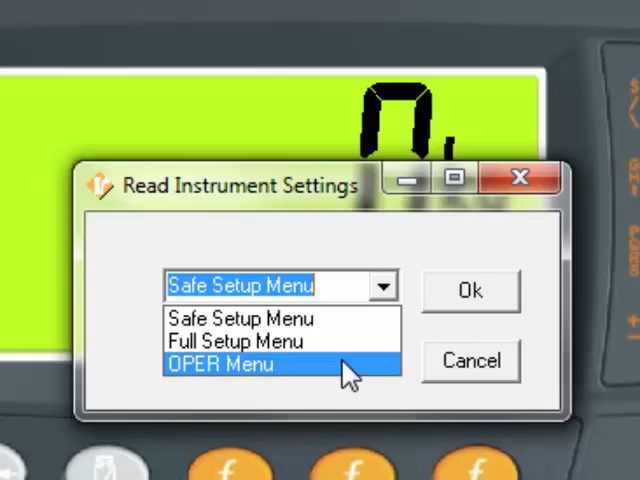 Read Instrument Settings
Safe Setup Menu
Ok
Safe Setup Menu
Full Setup Menu
OPER Menu
Cancel
f
f
f